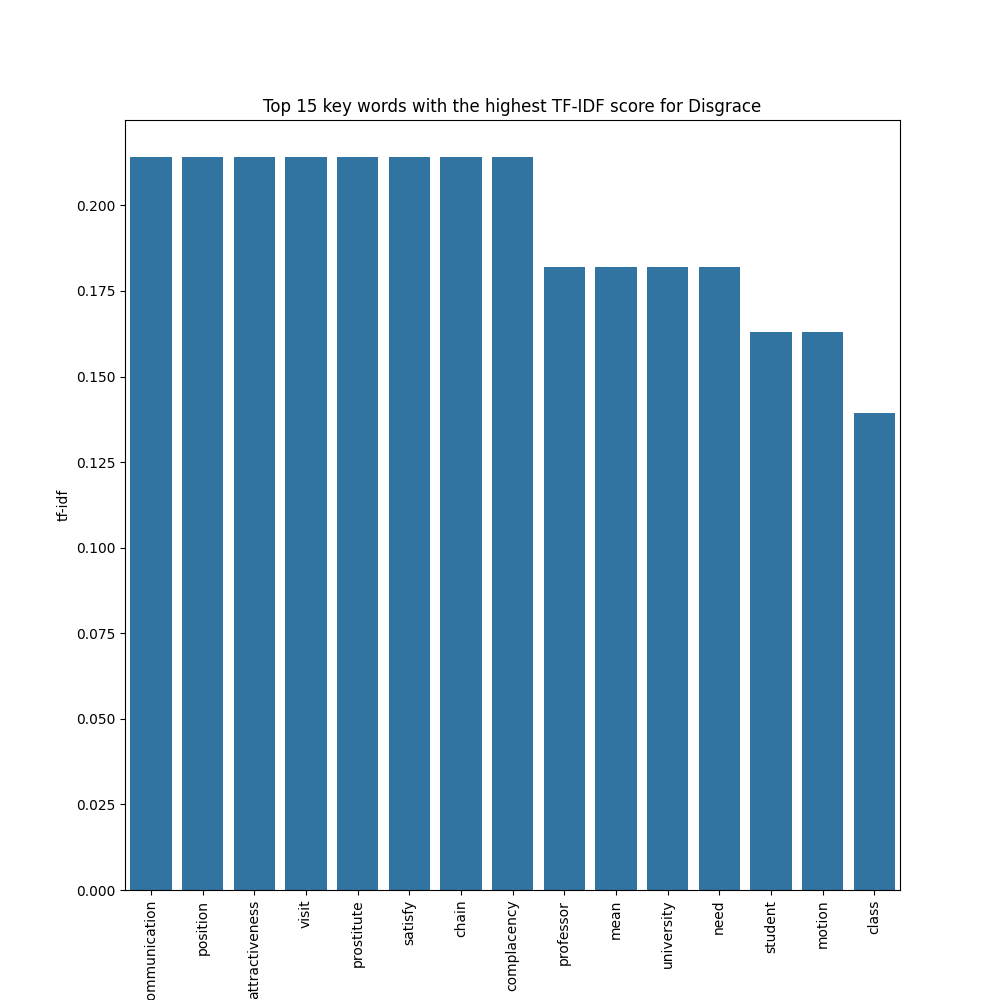 Top 15 key words with the highest TF-IDF score for Disgrace
0.200
0.175
0.150
0.125
0.100
0.075
0.050
0.025
0.000
tf-idf
ommunication
position
attractiveness
visit
prostitute
satisfy
chain
complacency
professor
mean
university
need
student
motion
class